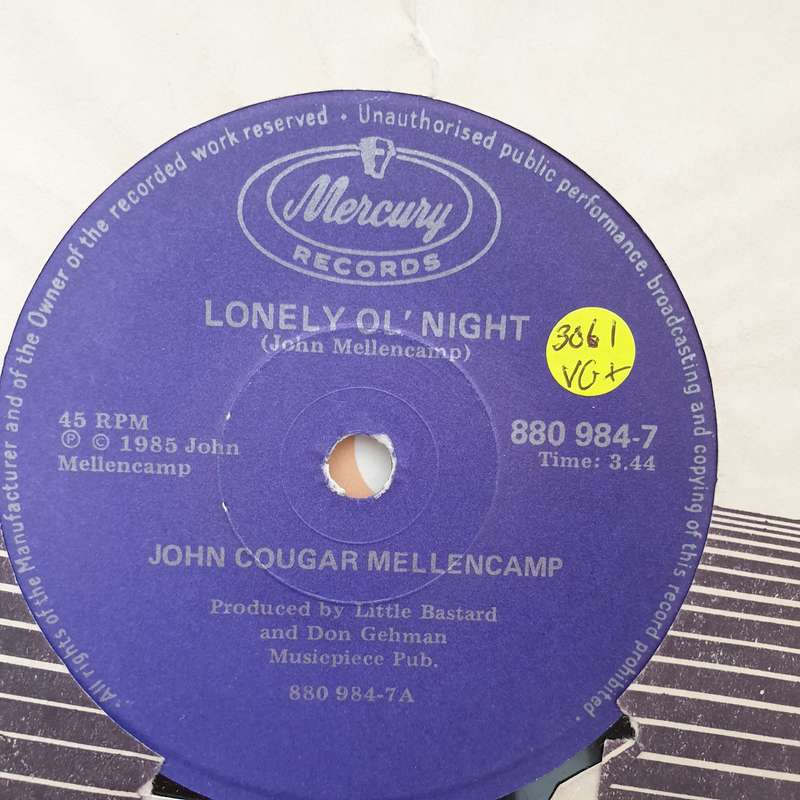 .All rights of the Manufacturer and of the Owner of the recorded work reserved · Unauthorised public performance, broadcasting and copying of this record prohibited ·
Mercury
RECORDS
LONELY OL' NIGHT
(John Mellencamp)
3061
VG+
45 RPM
Ⓟ © 1985 John
Mellencamp
880 984-7
Time: 3.44
JOHN COUGAR MELLENCAMP
Produced by Little Bastard
and Don Gehman
Musicpiece Pub.
880 984-7A